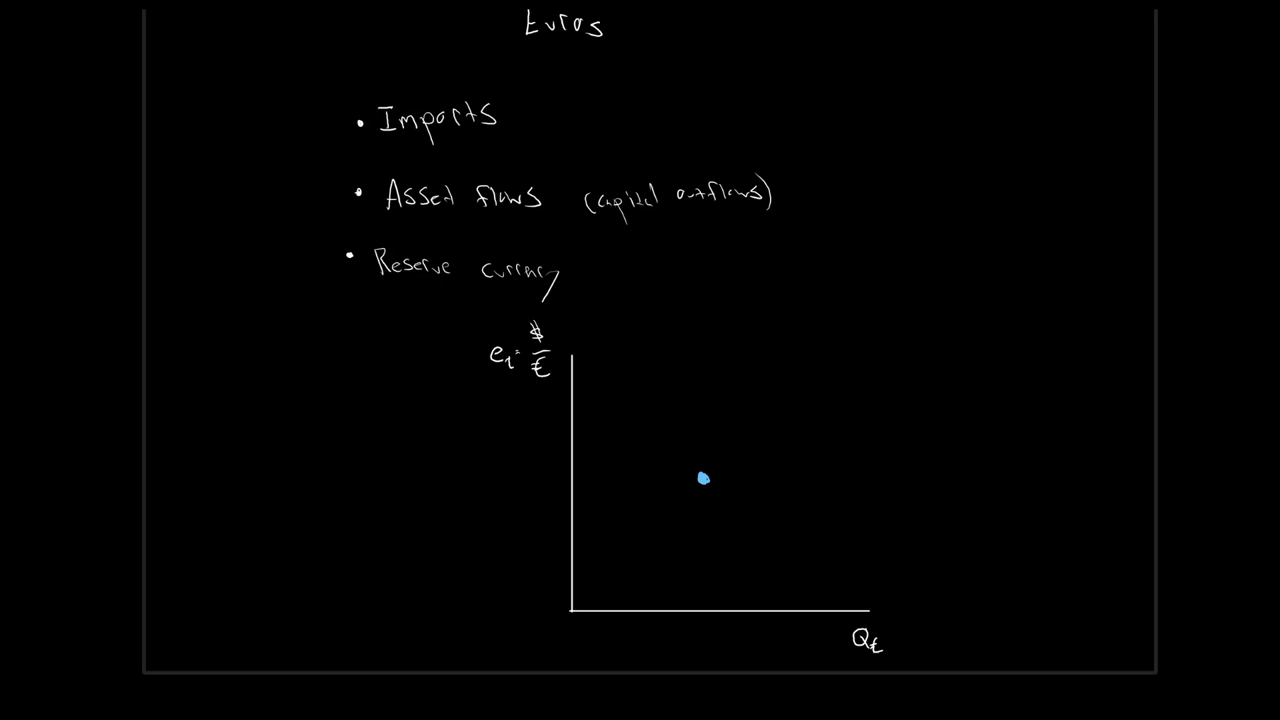 Euros
• Imports
• Asset flows (capital outflows)
• Reserve currency
e₁ = $/€
Q€